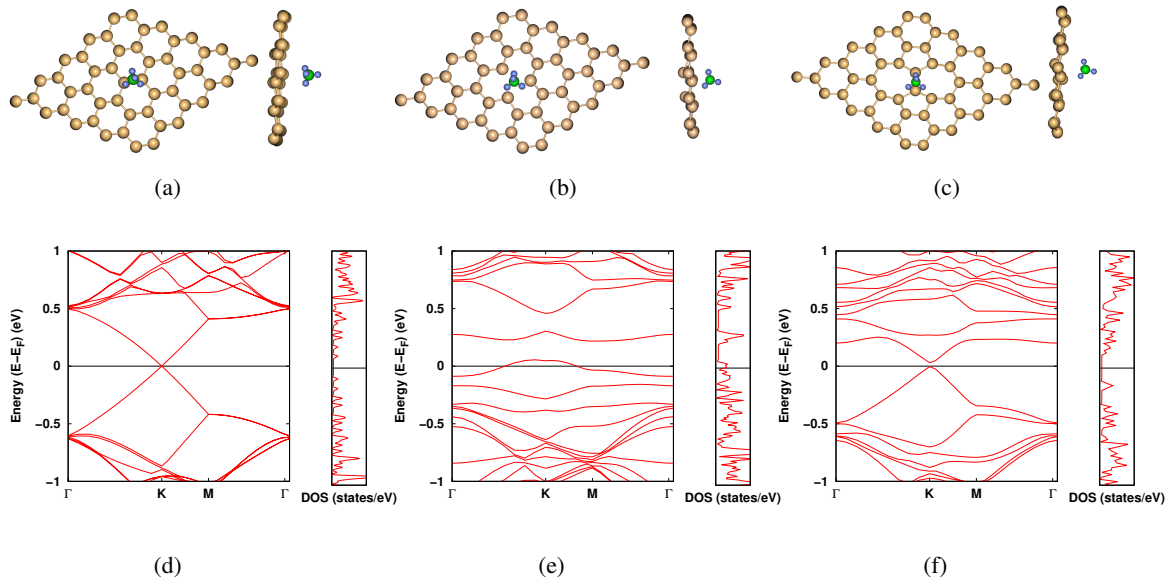 (a) (b) (c)
1 1 1
0.5 0.5 0.5
0 0 0
−0.5 −0.5 −0.5
−1 −1 −1
Energy (E−E_F) (eV) Energy (E−E_F) (eV) Energy (E−E_F) (eV)
Γ K M Γ DOS (states/eV) Γ K M Γ DOS (states/eV) Γ K M Γ DOS (states/eV)
(d) (e) (f)